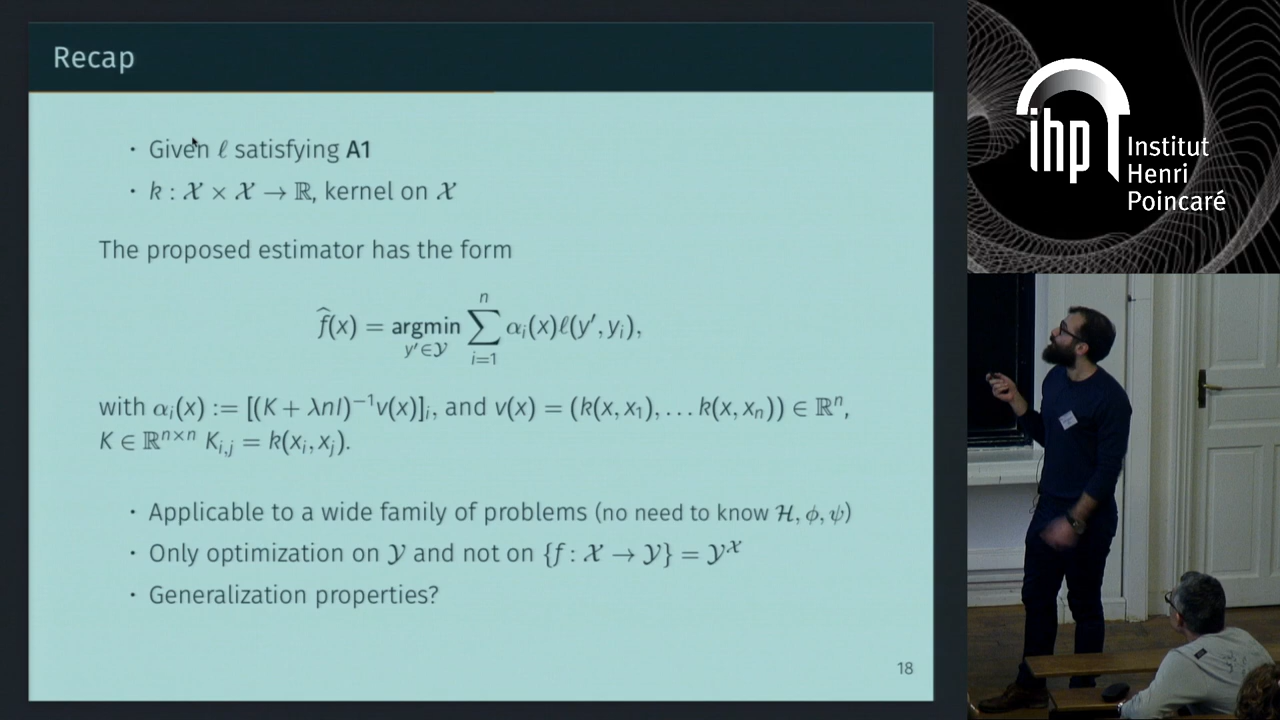 Recap
· Given ℓ satisfying A1
· k : 𝒳 × 𝒳 → ℝ, kernel on 𝒳
The proposed estimator has the form
f̂(x) = argmin_{y′∈𝒴} ∑_{i=1}^{n} α_i(x)ℓ(y′, y_i),
with α_i(x) := [(K + λnI)^{−1}v(x)]_i, and v(x) = (k(x, x_1), … k(x, x_n)) ∈ ℝ^n,
K ∈ ℝ^{n×n} K_{i,j} = k(x_i, x_j).
· Applicable to a wide family of problems (no need to know ℋ, ϕ, ψ)
· Only optimization on 𝒴 and not on {f : 𝒳 → 𝒴} = 𝒴^𝒳
· Generalization properties?
18
ihp
Institut
Henri
Poincaré